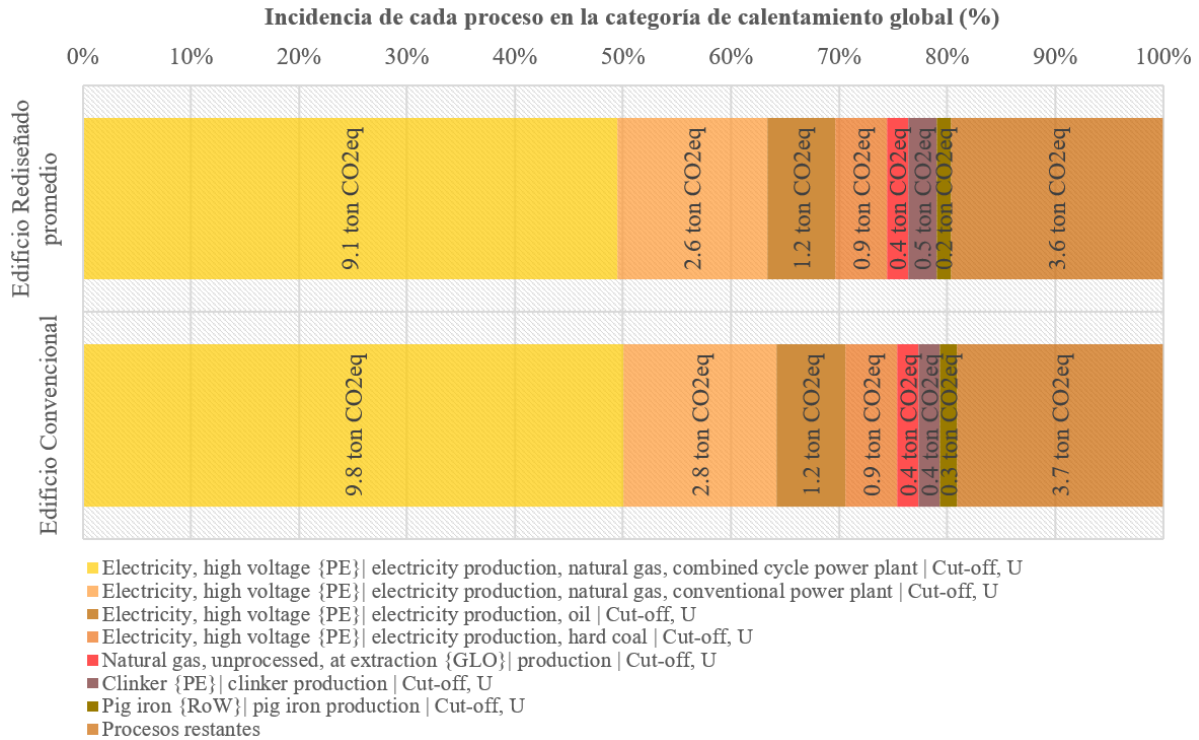 Incidencia de cada proceso en la categoría de calentamiento global (%)
0% 10% 20% 30% 40% 50% 60% 70% 80% 90% 100%
Edificio Rediseñado
promedio
9.1 ton CO2eq
2.6 ton CO2eq
1.2 ton CO2eq
0.9 ton CO2eq
0.4 ton CO2eq
0.5 ton CO2eq
0.2 ton CO2eq
3.6 ton CO2eq
Edificio Convencional
9.8 ton CO2eq
2.8 ton CO2eq
1.2 ton CO2eq
0.9 ton CO2eq
0.4 ton CO2eq
0.4 ton CO2eq
0.3 ton CO2eq
3.7 ton CO2eq
Electricity, high voltage {PE}| electricity production, natural gas, combined cycle power plant | Cut-off, U
Electricity, high voltage {PE}| electricity production, natural gas, conventional power plant | Cut-off, U
Electricity, high voltage {PE}| electricity production, oil | Cut-off, U
Electricity, high voltage {PE}| electricity production, hard coal | Cut-off, U
Natural gas, unprocessed, at extraction {GLO}| production | Cut-off, U
Clinker {PE}| clinker production | Cut-off, U
Pig iron {RoW}| pig iron production | Cut-off, U
Procesos restantes